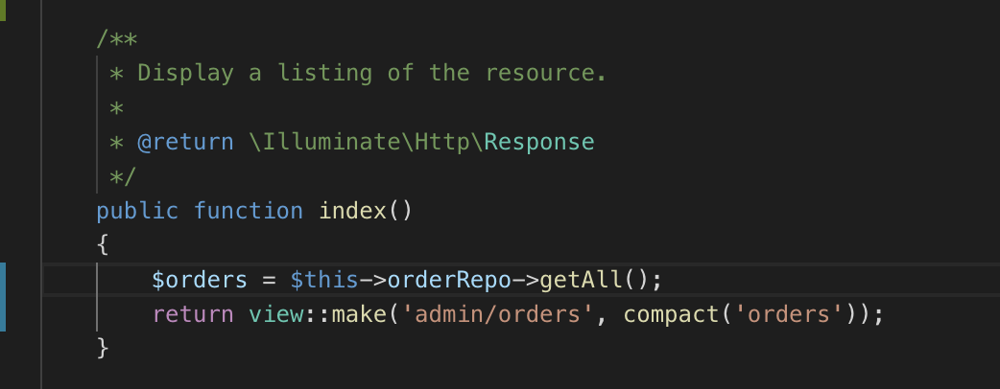 /**
 * Display a listing of the resource.
 *
 * @return \Illuminate\Http\Response
 */
public function index()
{
    $orders = $this->orderRepo->getAll();
    return view::make('admin/orders', compact('orders'));
}